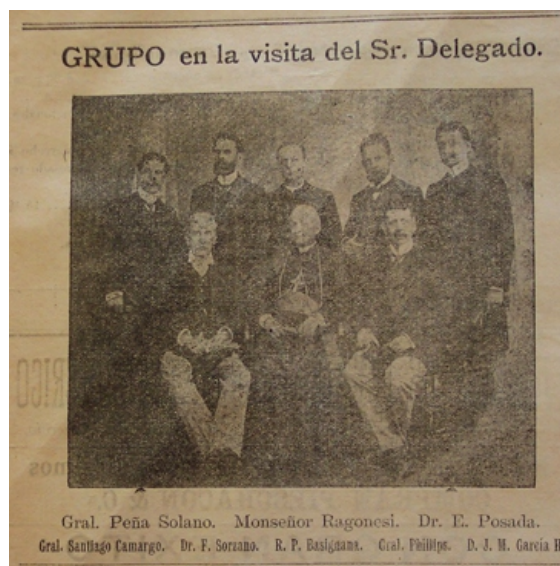 GRUPO en la visita del Sr. Delegado.
Gral. Peña Solano. Monseñor Ragonesi. Dr. E. Posada.
Gral. Santiago Camargo. Dr. F. Sorzano. R. P. Basignana. Gral. Phillips. D. J. M. García H